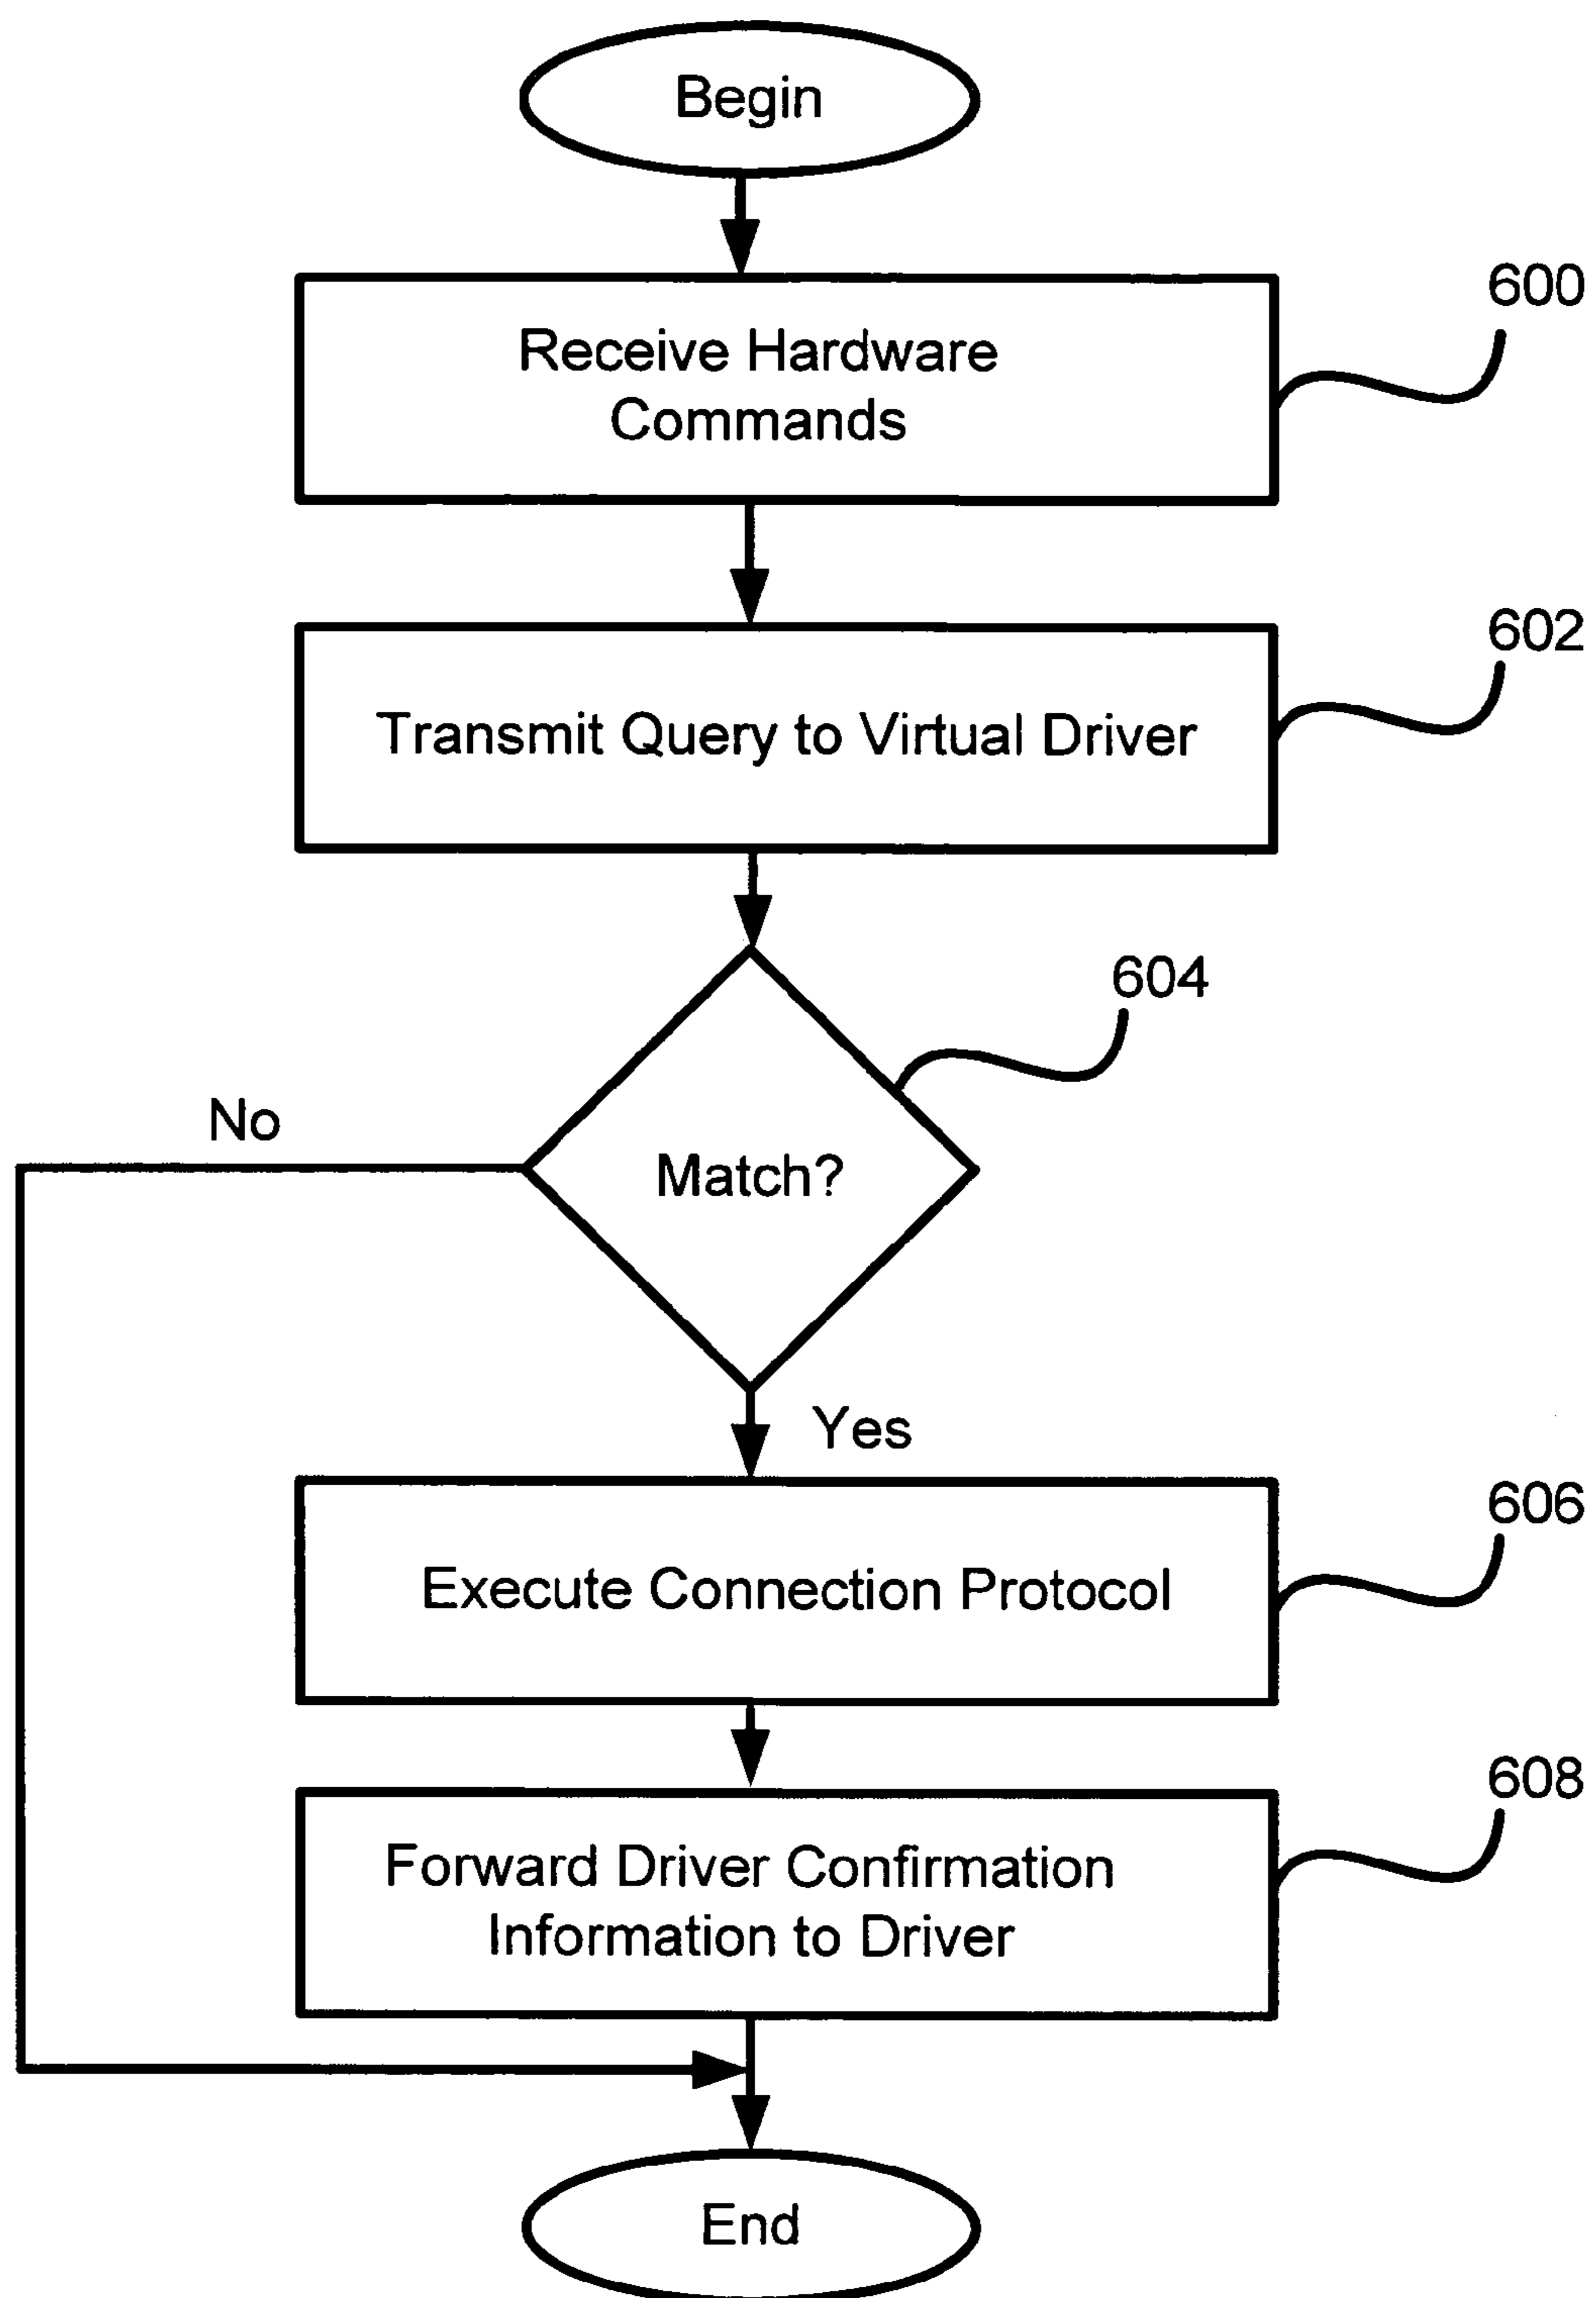 Begin
600
Receive Hardware
Commands
602
Transmit Query to Virtual Driver
604
No
Match?
Yes
606
Execute Connection Protocol
608
Forward Driver Confirmation
Information to Driver
End